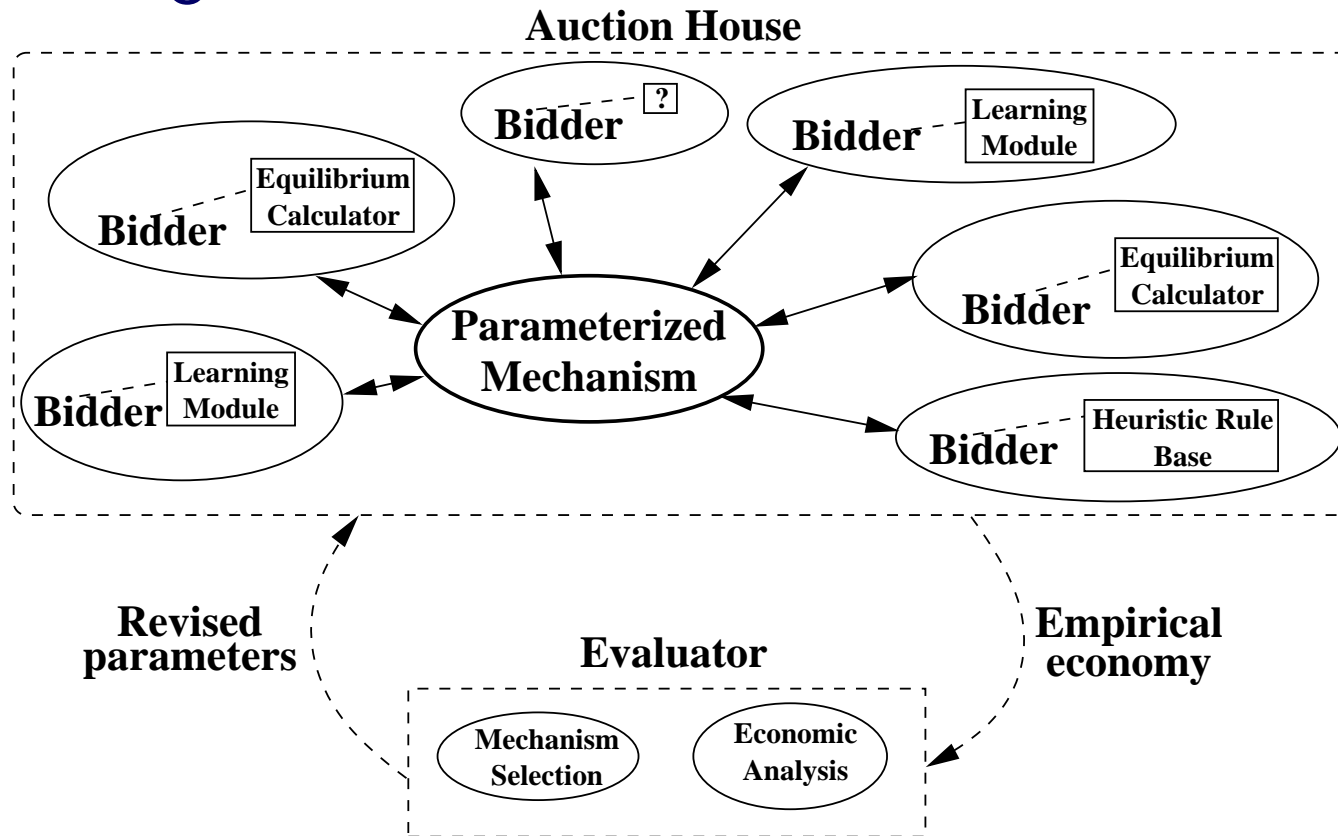 Auction House
Bidder
?
Bidder
Learning
Module
Bidder
Equilibrium
Calculator
Bidder
Equilibrium
Calculator
Parameterized
Mechanism
Bidder
Learning
Module
Bidder
Heuristic Rule
Base
Revised
parameters
Evaluator
Empirical
economy
Mechanism
Selection
Economic
Analysis